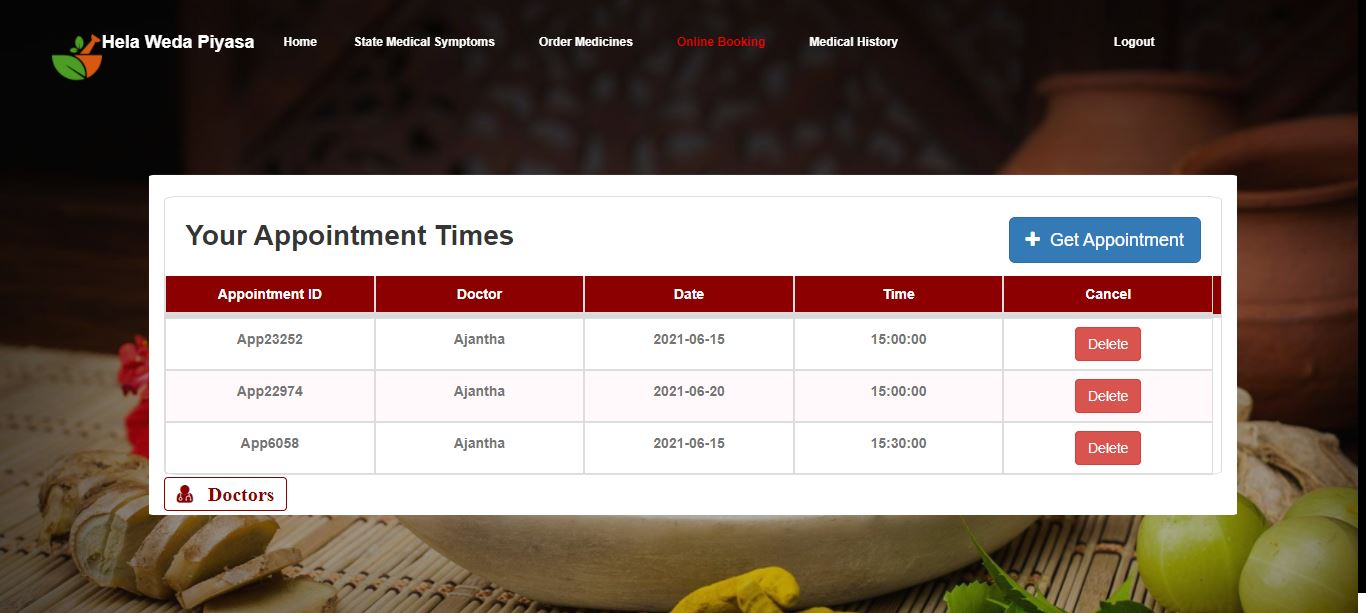 Hela Weda Piyasa Home State Medical Symptoms Order Medicines Online Booking Medical History Logout
Your Appointment Times
Get Appointment
Appointment ID Doctor Date Time Cancel
App23252 Ajantha 2021-06-15 15:00:00 Delete
App22974 Ajantha 2021-06-20 15:00:00 Delete
App6058 Ajantha 2021-06-15 15:30:00 Delete
Doctors